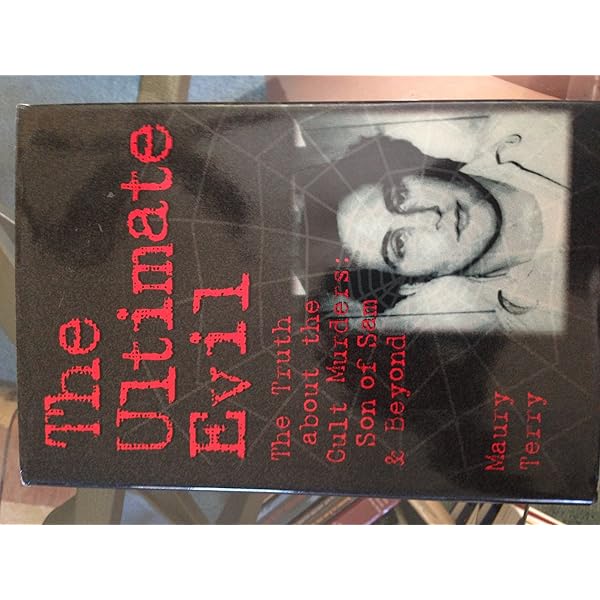 The
Ultimate
Evil
The Truth
about the
Cult Murders:
Son of Sam
& Beyond
Maury
Terry